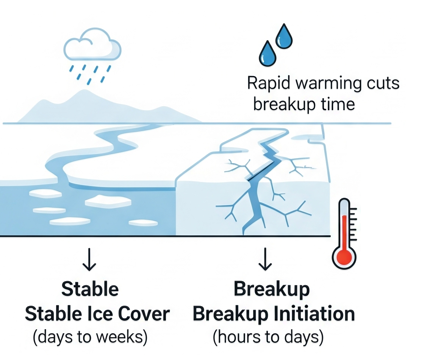 Rapid warming cuts
breakup time
Stable
Stable Ice Cover
(days to weeks)
Breakup
Breakup Initiation
(hours to days)